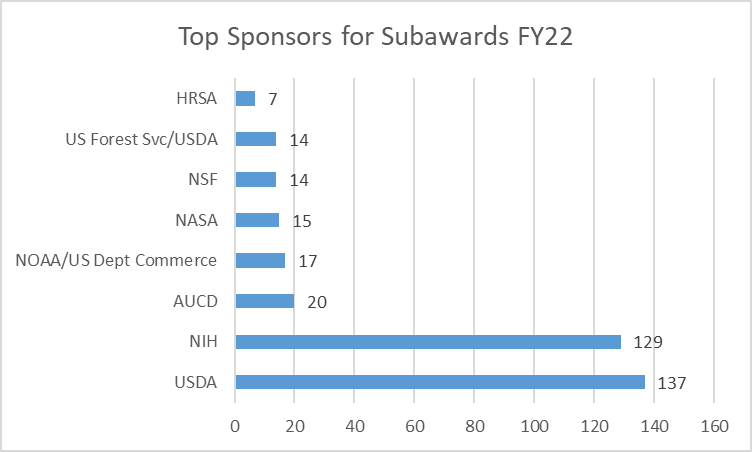 Top Sponsors for Subawards FY22
HRSA 7
US Forest Svc/USDA 14
NSF 14
NASA 15
NOAA/US Dept Commerce 17
AUCD 20
NIH 129
USDA 137
0 20 40 60 80 100 120 140 160